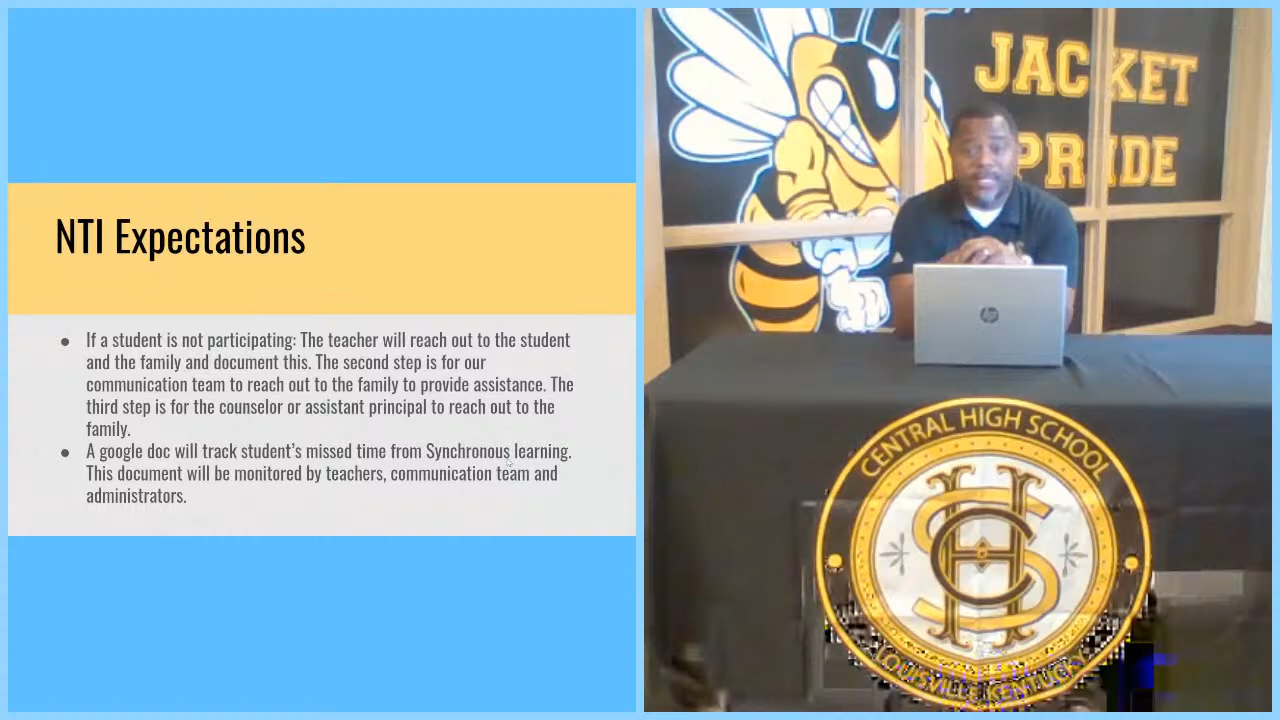 NTI Expectations
● If a student is not participating: The teacher will reach out to the student
and the family and document this. The second step is for our
communication team to reach out to the family to provide assistance. The
third step is for the counselor or assistant principal to reach out to the
family.
● A google doc will track student's missed time from Synchronous learning.
This document will be monitored by teachers, communication team and
administrators.
JACKET
PRIDE
hp
CENTRAL HIGH SCHOOL
CHS
LOUISVILLE KENTUCKY